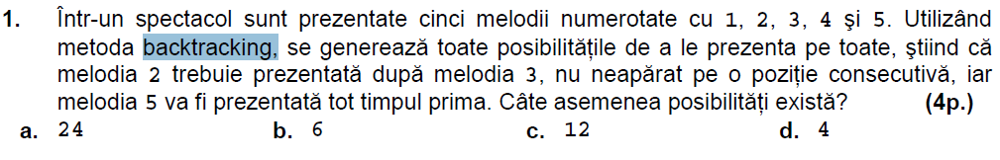 1. Într-un spectacol sunt prezentate cinci melodii numerotate cu 1, 2, 3, 4 şi 5. Utilizând
metoda backtracking, se generează toate posibilităţile de a le prezenta pe toate, ştiind că
melodia 2 trebuie prezentată după melodia 3, nu neapărat pe o poziţie consecutivă, iar
melodia 5 va fi prezentată tot timpul prima. Câte asemenea posibilităţi există? (4p.)
a. 24 b. 6 c. 12 d. 4